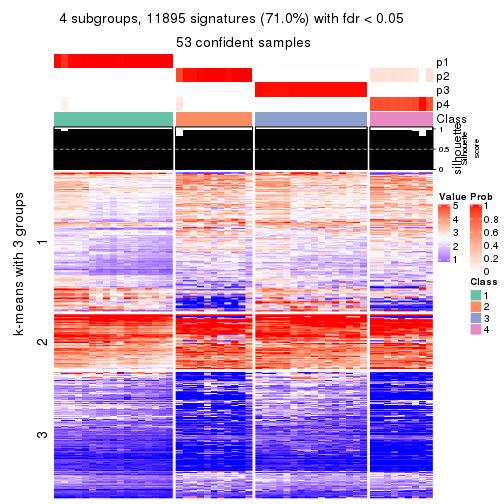 4 subgroups, 11895 signatures (71.0%) with fdr < 0.05
53 confident samples
p1
p2
p3
p4
Class
silhouette
Silhouette
score
1
0.5
0
k-means with 3 groups
1
2
3
Value
5
4
3
2
1
Prob
1
0.8
0.6
0.4
0.2
0
Class
1
2
3
4